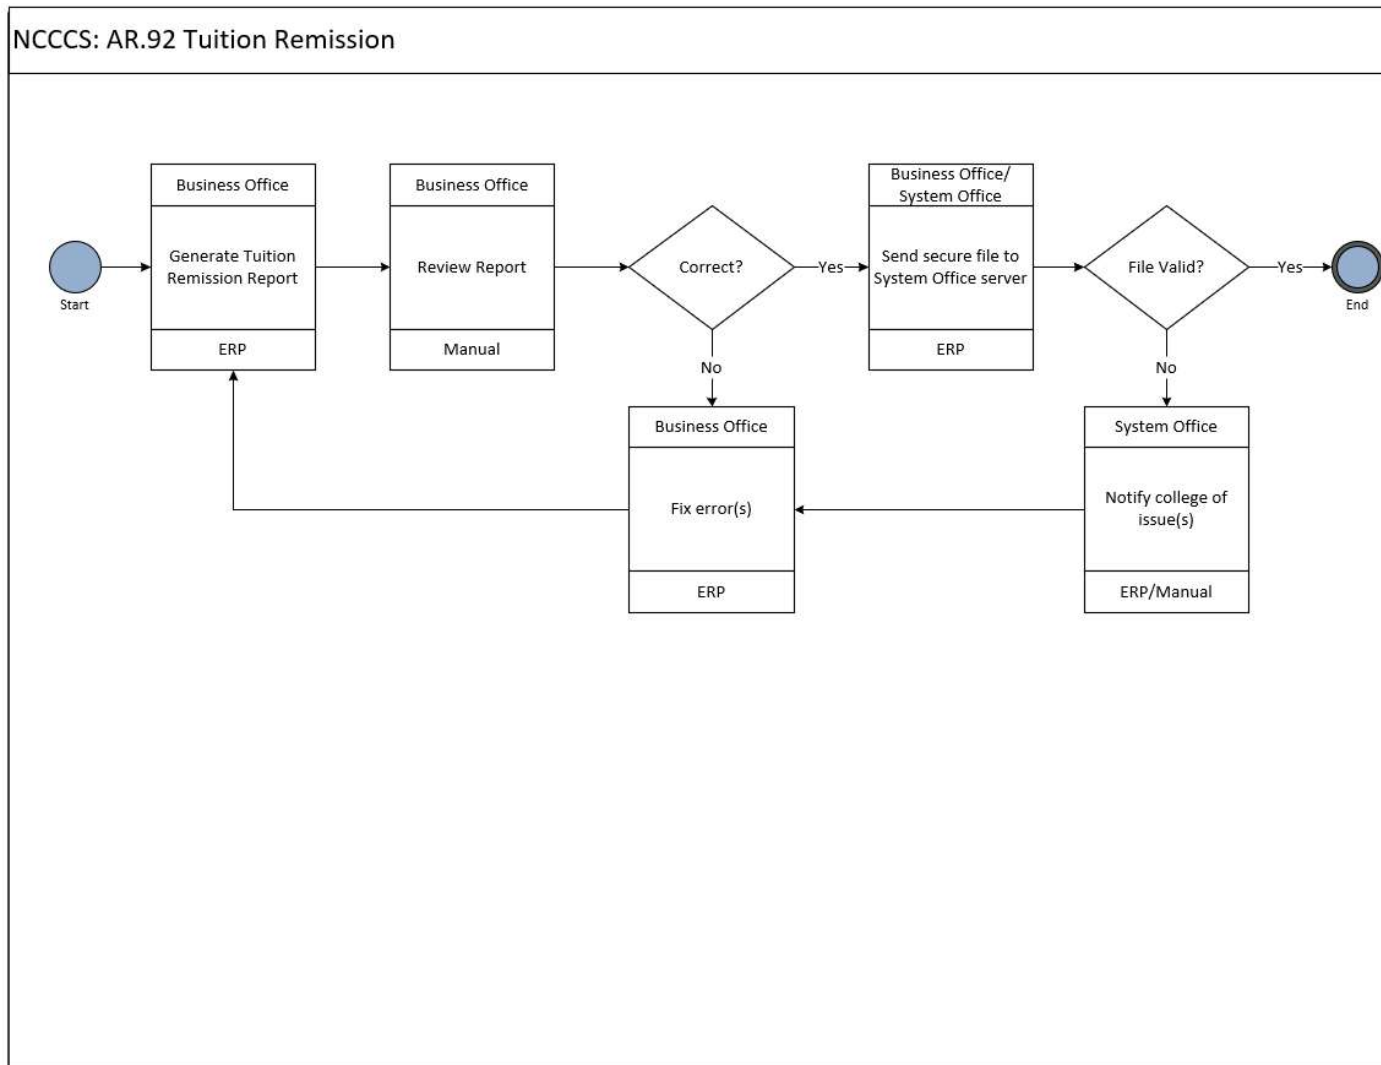 NCCCS: AR.92 Tuition Remission
Start
Business Office
Generate Tuition
Remission Report
ERP
Business Office
Review Report
Manual
Correct?
Yes
No
Business Office/
System Office
Send secure file to
System Office server
ERP
File Valid?
Yes
No
End
Business Office
Fix error(s)
ERP
System Office
Notify college of
issue(s)
ERP/Manual